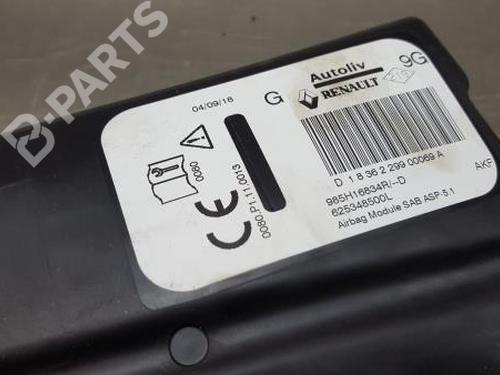 B-PARTS
04/09/18
G
Autoliv
RENAULT
9G
D 1 8 36 2 299 00069 A
985H16834R/--D
625348500L
Airbag Module SAB ASP-5.1
AKF
0080
0080.P1.11.0013
CE